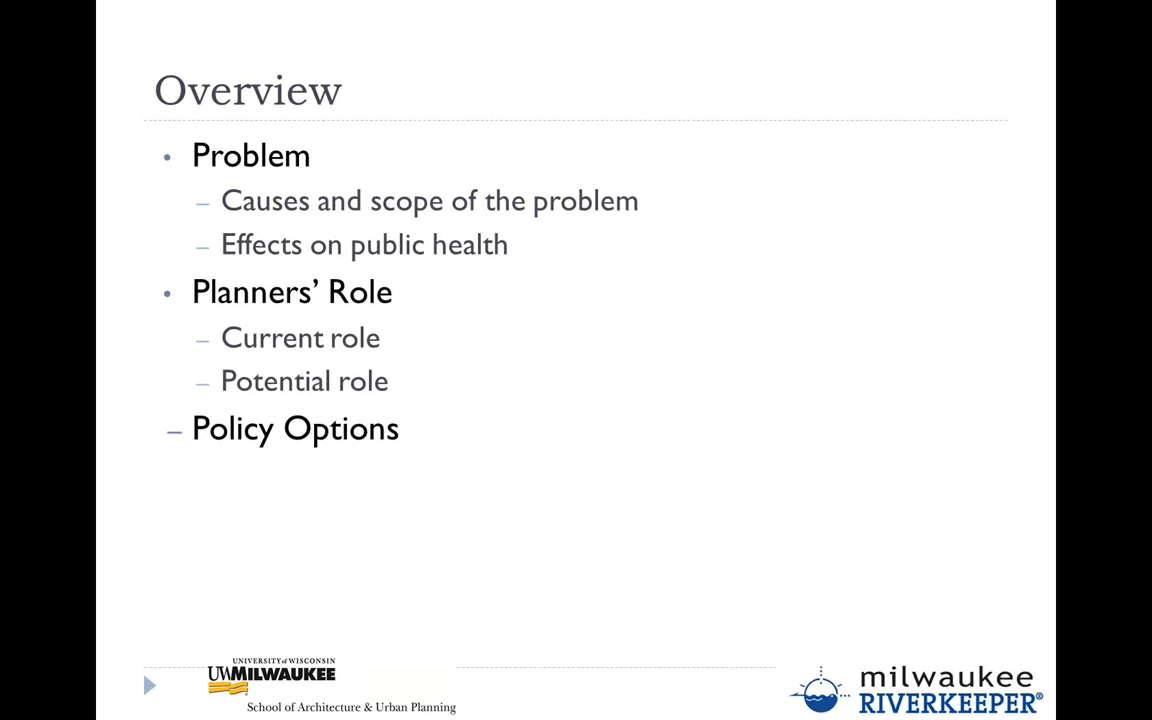 Overview
• Problem
– Causes and scope of the problem
– Effects on public health
• Planners’ Role
– Current role
– Potential role
– Policy Options
UNIVERSITY of WISCONSIN
UWMILWAUKEE
School of Architecture & Urban Planning
milwaukee
RIVERKEEPER®